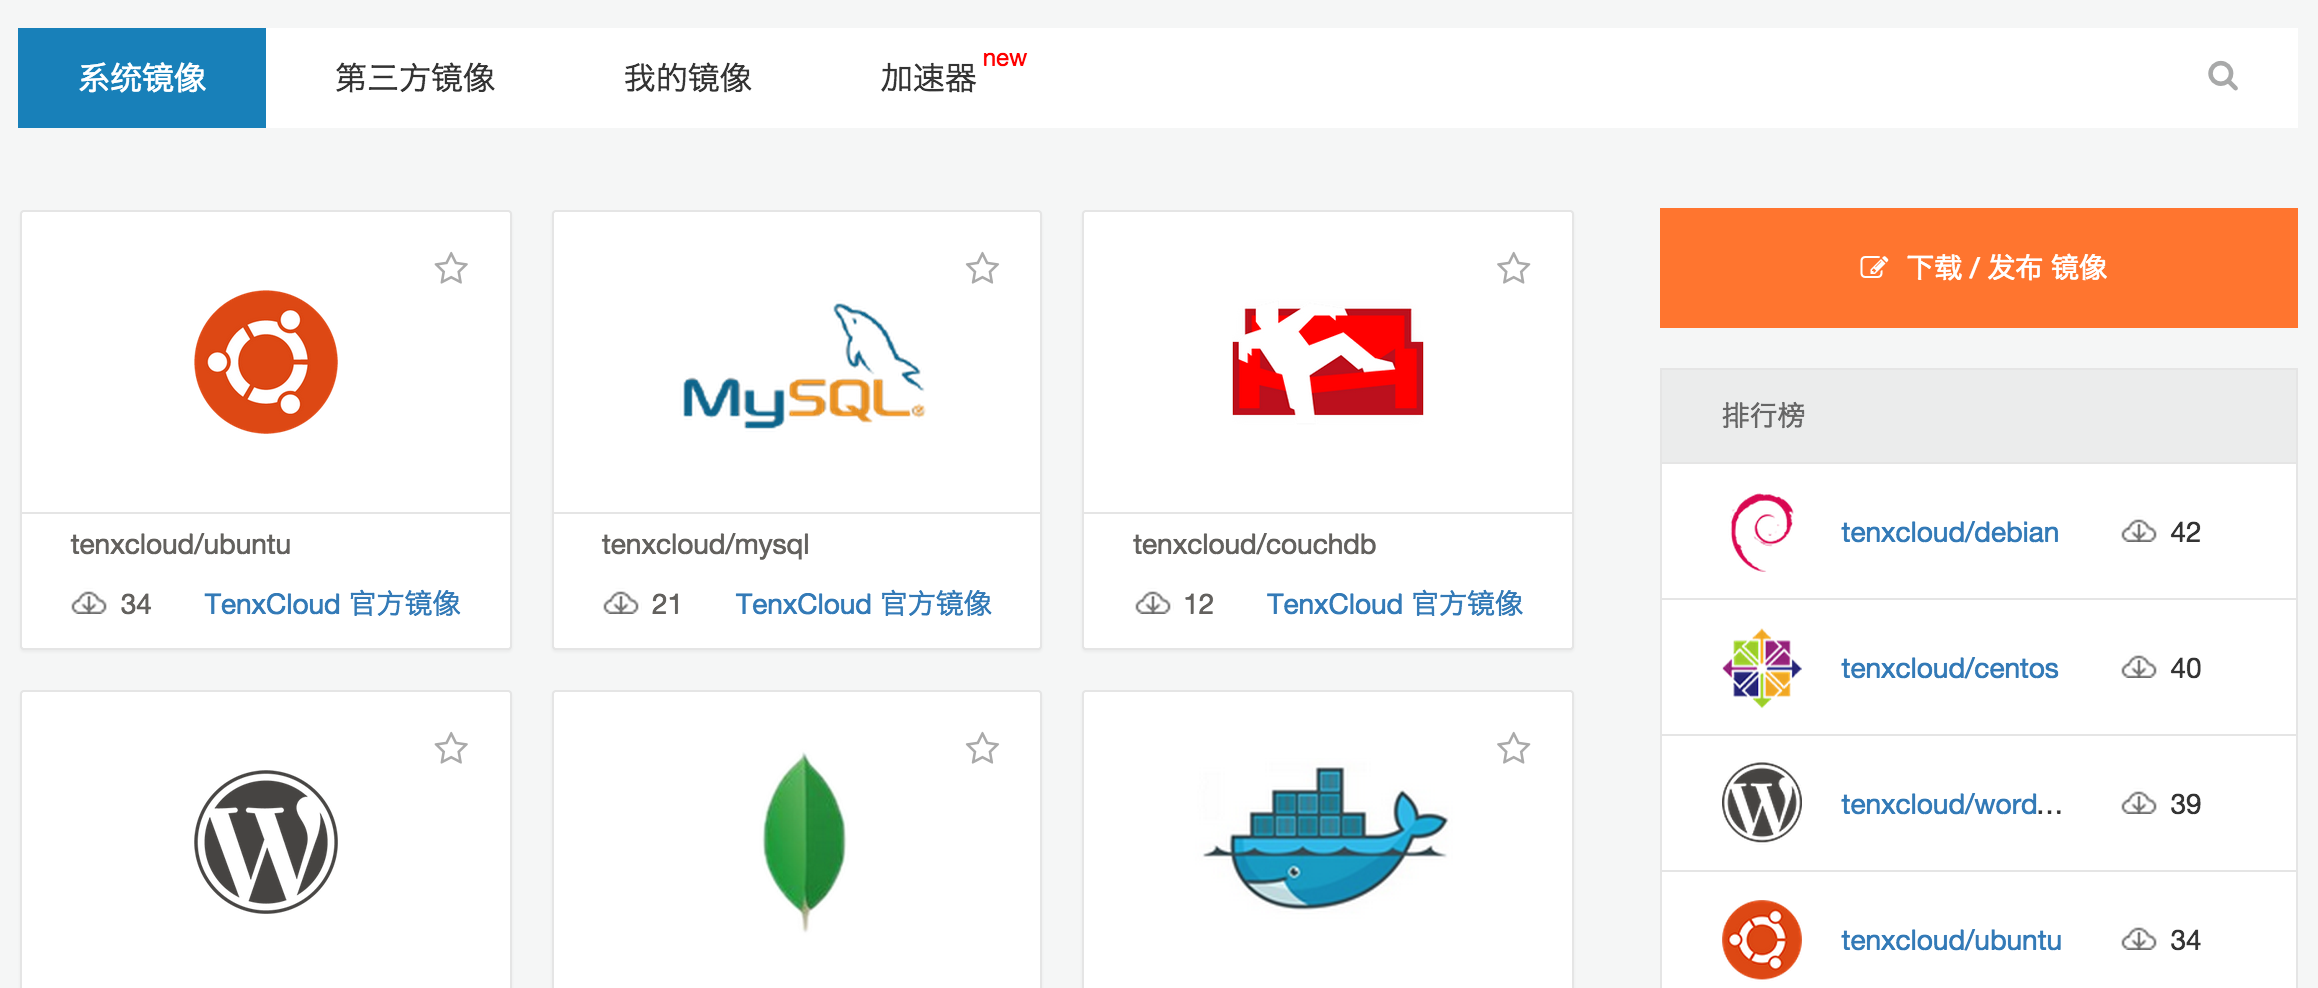 系统镜像
第三方镜像
我的镜像
加速器 new
MySQL
tenxcloud/ubuntu
34 TenxCloud 官方镜像
tenxcloud/mysql
21 TenxCloud 官方镜像
tenxcloud/couchdb
12 TenxCloud 官方镜像
下载 / 发布 镜像
排行榜
tenxcloud/debian 42
tenxcloud/centos 40
tenxcloud/word... 39
tenxcloud/ubuntu 34